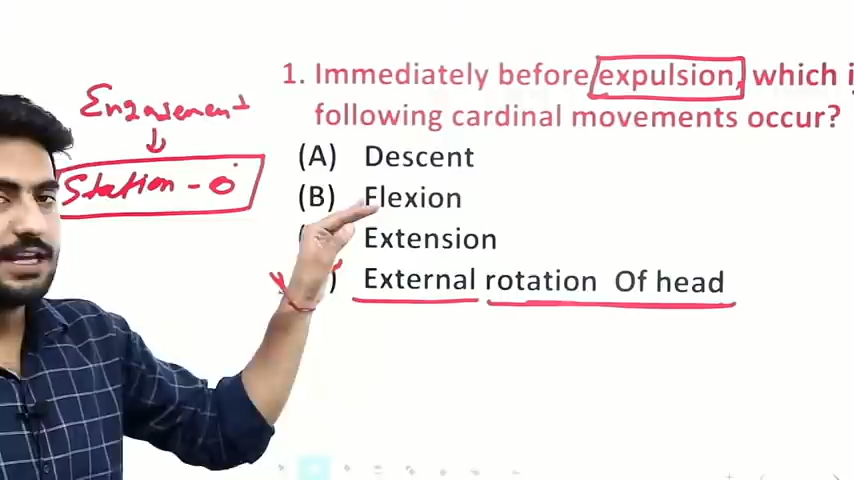 Engagement
Station - 0
1. Immediately before expulsion, which i
following cardinal movements occur?
(A) Descent
(B) Flexion
Extension
) External rotation Of head